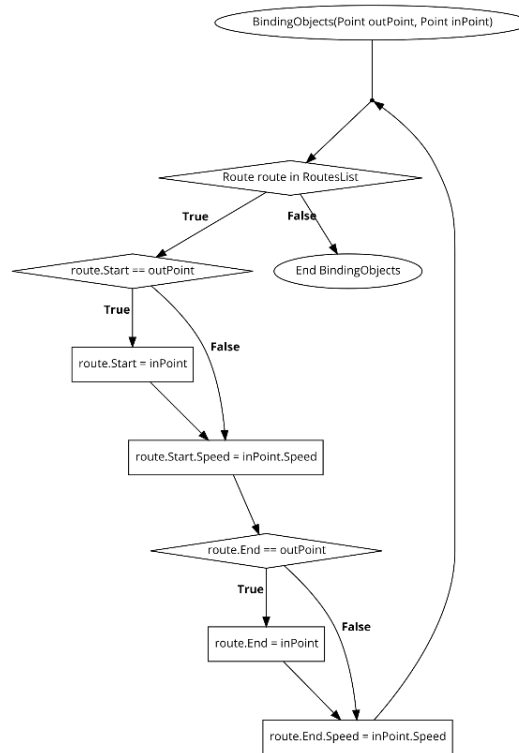 BindingObjects(Point outPoint, Point inPoint)
Route route in RoutesList
True
False
route.Start == outPoint
End BindingObjects
True
False
route.Start = inPoint
route.Start.Speed = inPoint.Speed
route.End == outPoint
True
False
route.End = inPoint
route.End.Speed = inPoint.Speed